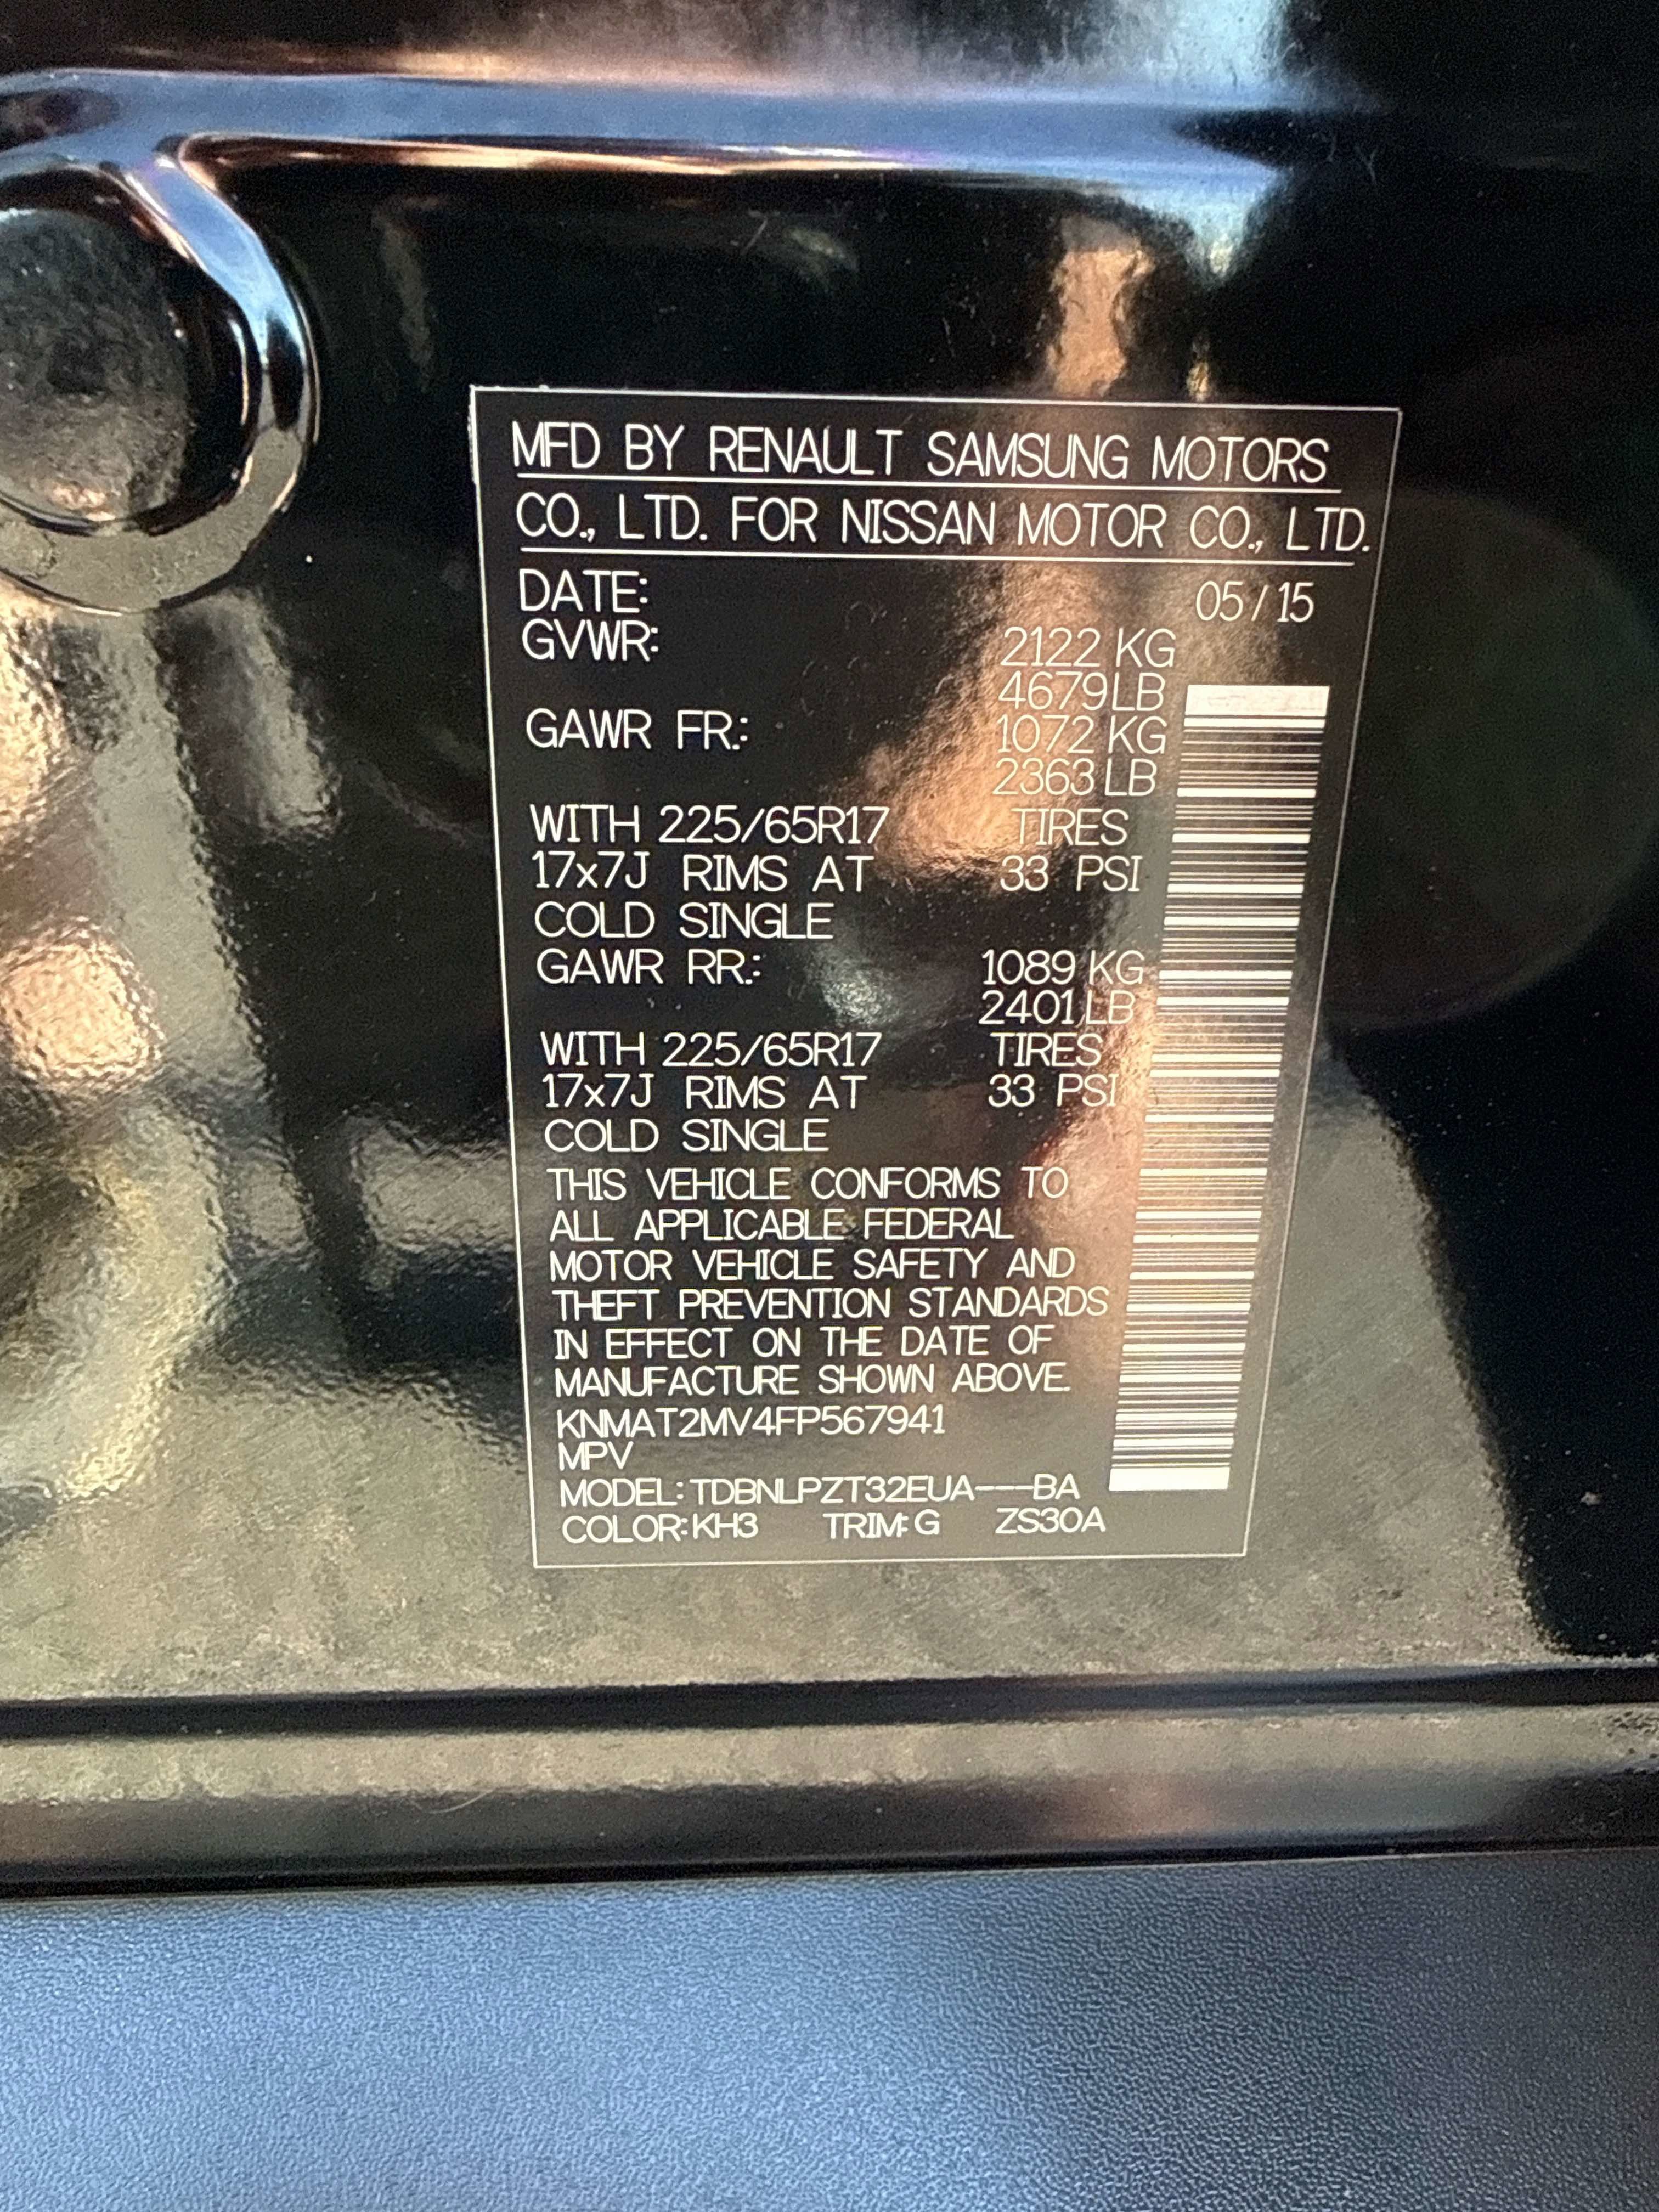 MFD BY RENAULT SAMSUNG MOTORS
CO., LTD. FOR NISSAN MOTOR CO., LTD.
DATE: 05/15
GVWR: 2122 KG
4679 LB
GAWR FR.: 1072 KG
2363 LB
WITH 225/65R17 TIRES
17x7J RIMS AT 33 PSI
COLD SINGLE
GAWR RR.: 1089 KG
2401 LB
WITH 225/65R17 TIRES
17x7J RIMS AT 33 PSI
COLD SINGLE
THIS VEHICLE CONFORMS TO
ALL APPLICABLE FEDERAL
MOTOR VEHICLE SAFETY AND
THEFT PREVENTION STANDARDS
IN EFFECT ON THE DATE OF
MANUFACTURE SHOWN ABOVE.
KNMAT2MV4FP567941
MPV
MODEL: TDBNLPZT32EUA---BA
COLOR: KH3 TRIM: G ZS30A